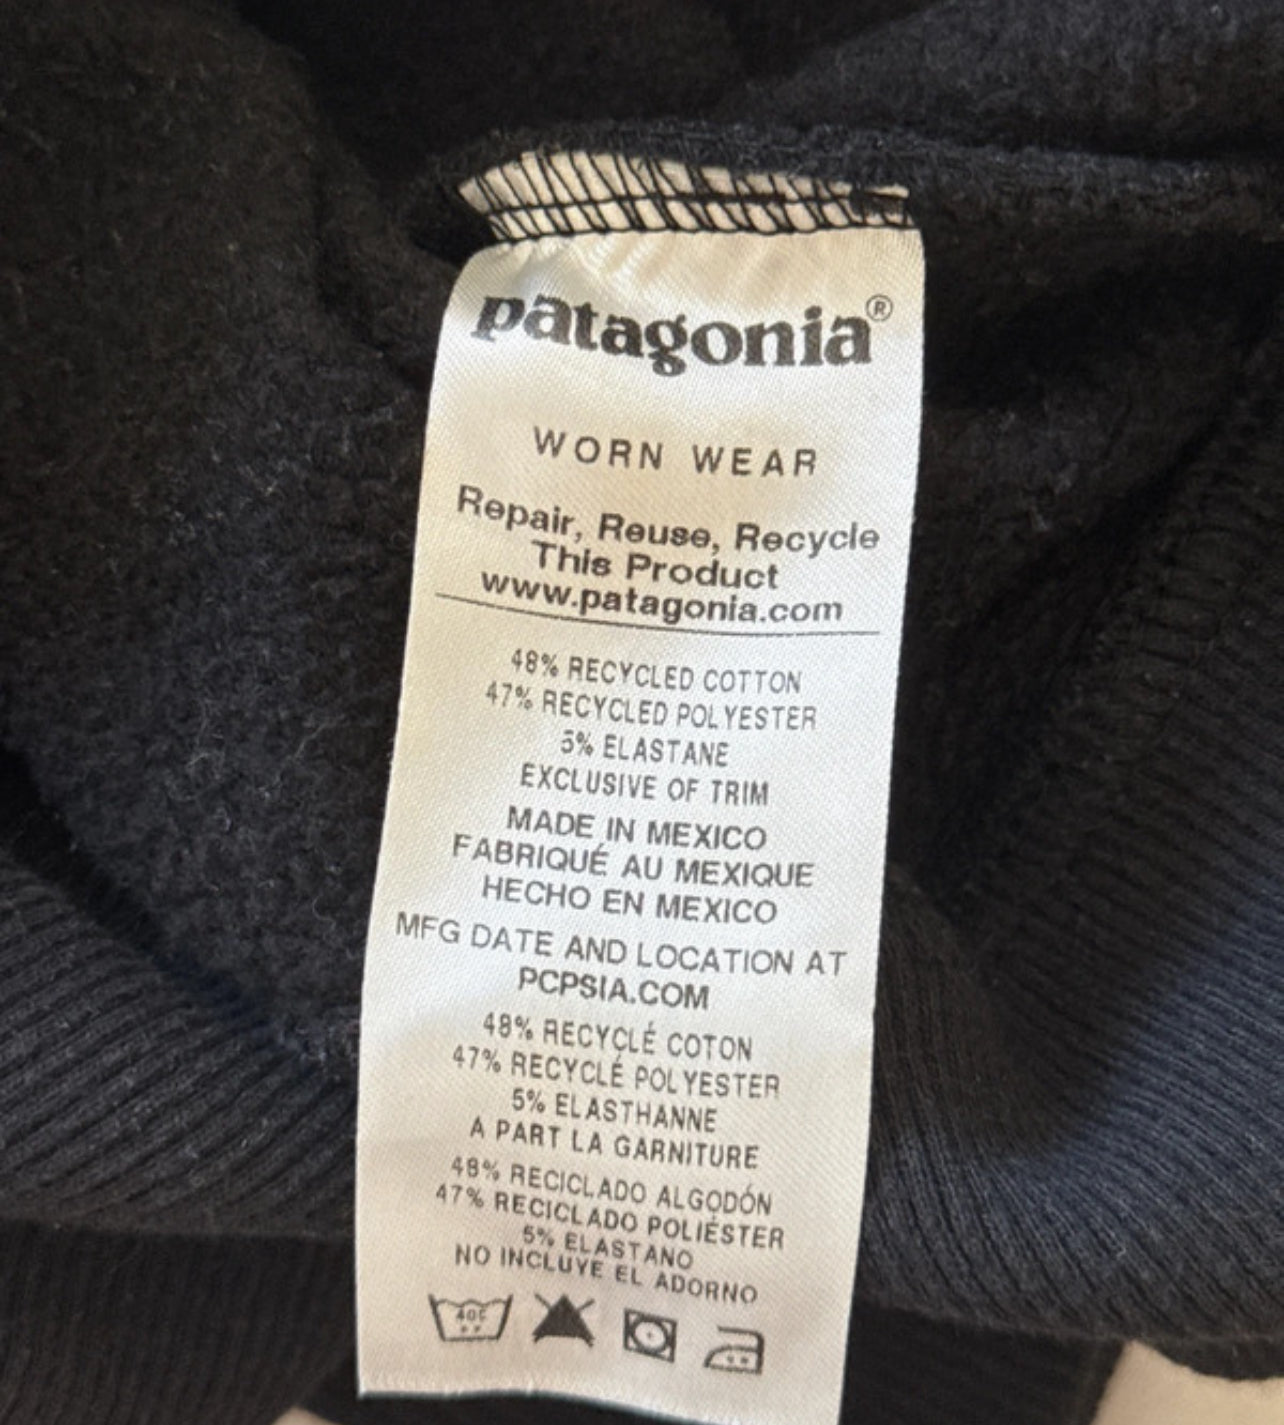 patagonia®
WORN WEAR
Repair, Reuse, Recycle
This Product
www.patagonia.com
48% RECYCLED COTTON
47% RECYCLED POLYESTER
5% ELASTANE
EXCLUSIVE OF TRIM
MADE IN MEXICO
FABRIQUÉ AU MEXIQUE
HECHO EN MEXICO
MFG DATE AND LOCATION AT
PCPSIA.COM
48% RECYCLÉ COTON
47% RECYCLÉ POLYESTER
5% ELASTHANNE
A PART LA GARNITURE
48% RECICLADO ALGODÓN
47% RECICLADO POLIÉSTER
5% ELASTANO
NO INCLUYE EL ADORNO
40C